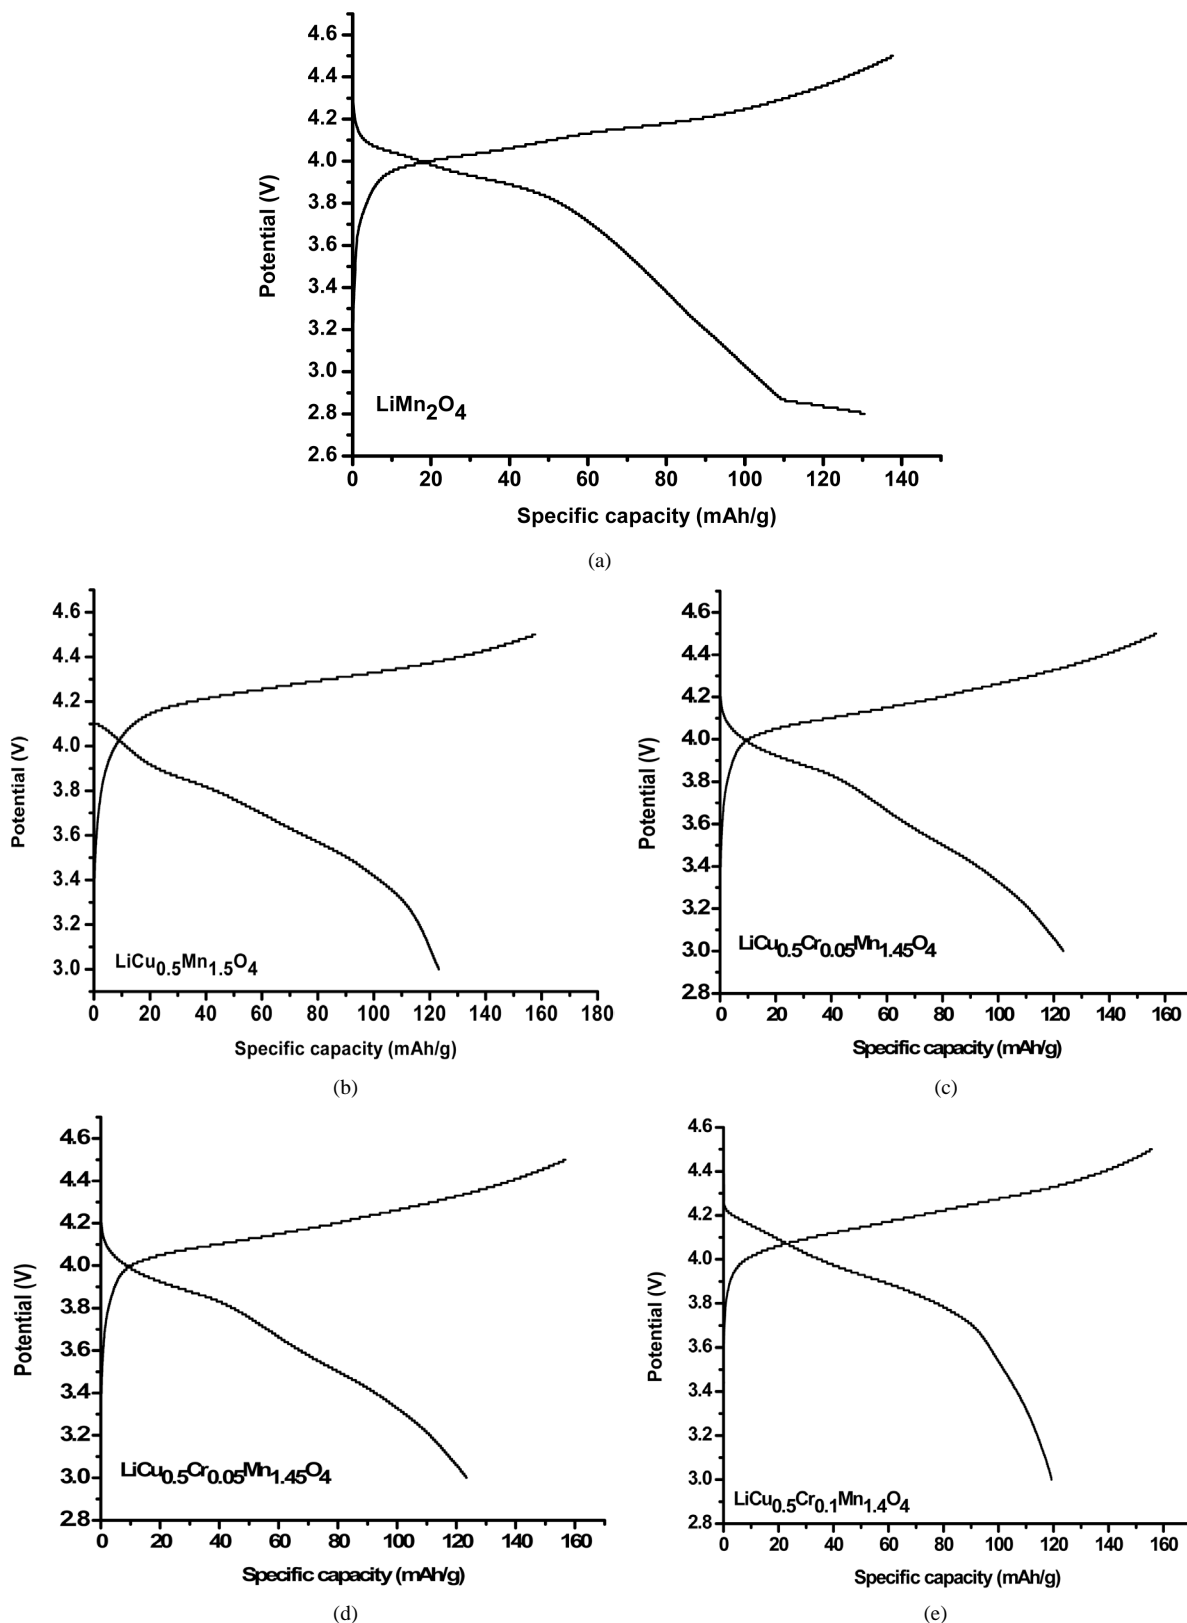 4.6
4.4
4.2
4.0
3.8
3.6
3.4
3.2
3.0
2.8
2.6
Potential (V)
LiMn2O4
0 20 40 60 80 100 120 140
Specific capacity (mAh/g)
(a)
4.6
4.4
4.2
4.0
3.8
3.6
3.4
3.2
3.0
Potential (V)
LiCu0.5Mn1.5O4
0 20 40 60 80 100 120 140 160 180
Specific capacity (mAh/g)
(b)
4.6
4.4
4.2
4.0
3.8
3.6
3.4
3.2
3.0
2.8
Potential (V)
LiCu0.5Cr0.05Mn1.45O4
0 20 40 60 80 100 120 140 160
Specific capacity (mAh/g)
(c)
4.6
4.4
4.2
4.0
3.8
3.6
3.4
3.2
3.0
2.8
Potential (V)
LiCu0.5Cr0.05Mn1.45O4
0 20 40 60 80 100 120 140 160
Specific capacity (mAh/g)
(d)
4.6
4.4
4.2
4.0
3.8
3.6
3.4
3.2
3.0
2.8
Potential (V)
LiCu0.5Cr0.1Mn1.4O4
0 20 40 60 80 100 120 140 160
Specific capacity (mAh/g)
(e)